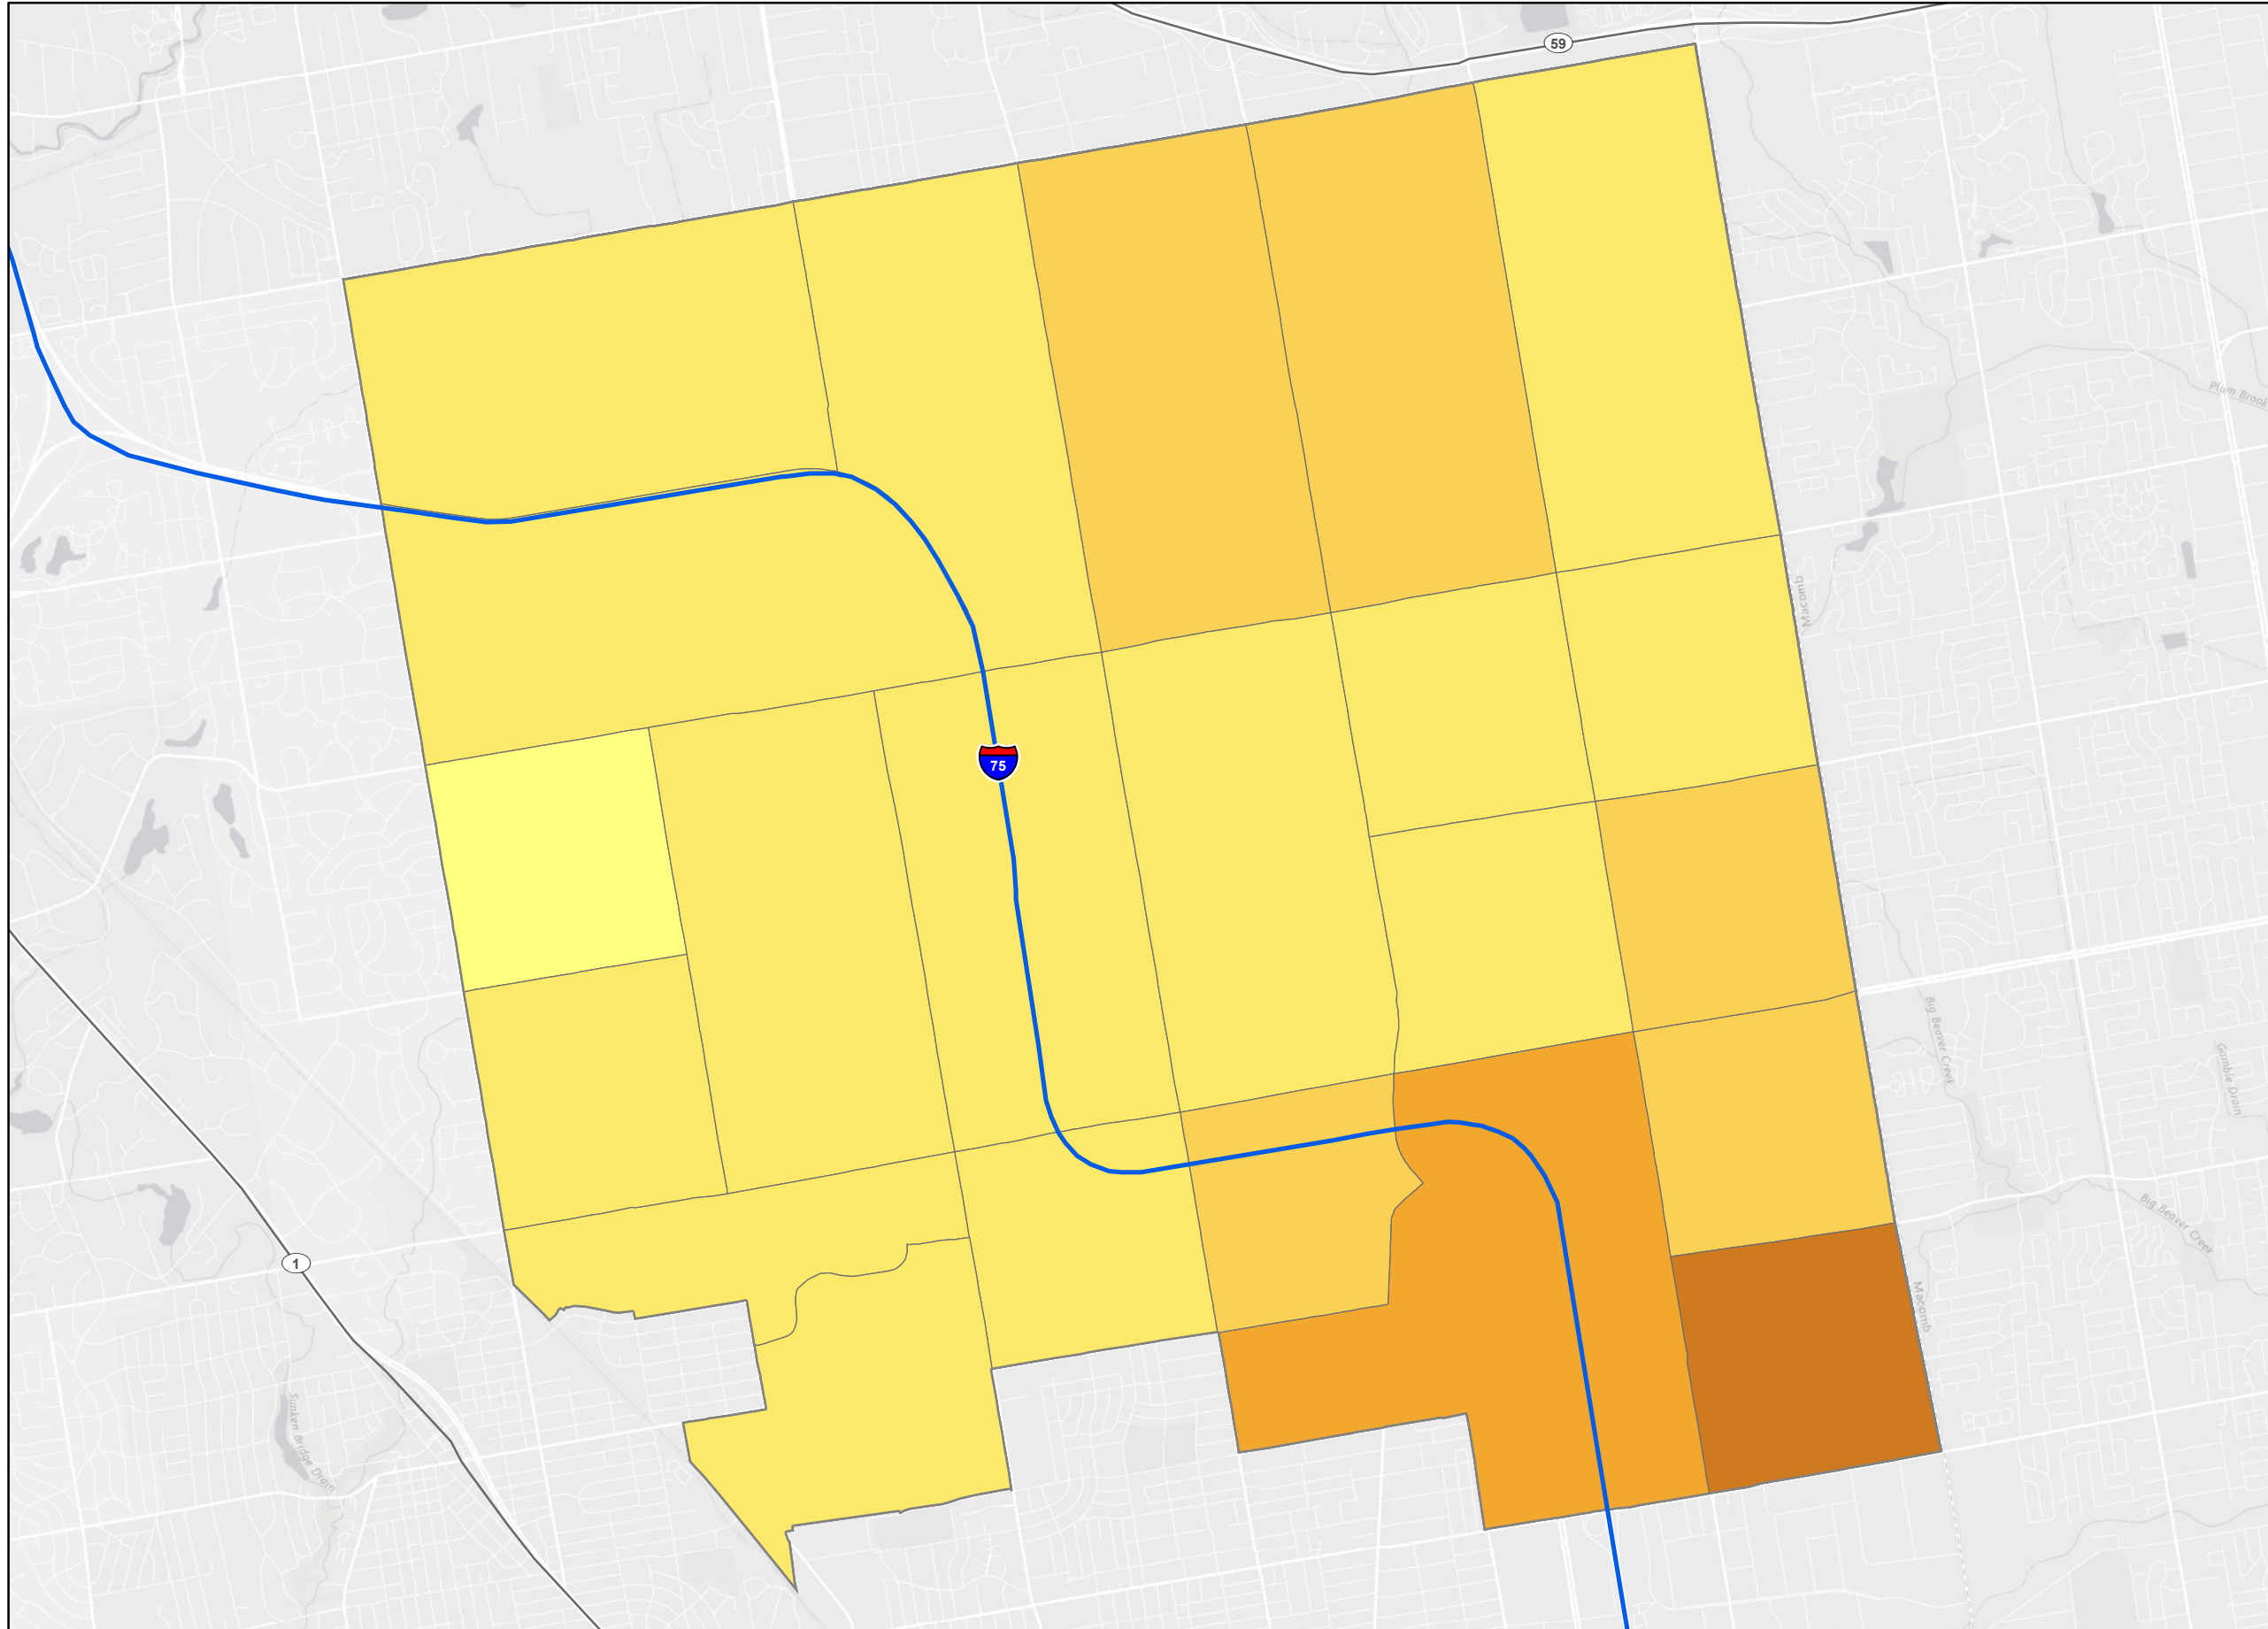 59
Plum Brook
Macomb
75
Big Beaver Creek
Gamble Drain
Big Beaver Creek
1
Macomb
Sunken Bridge Drain